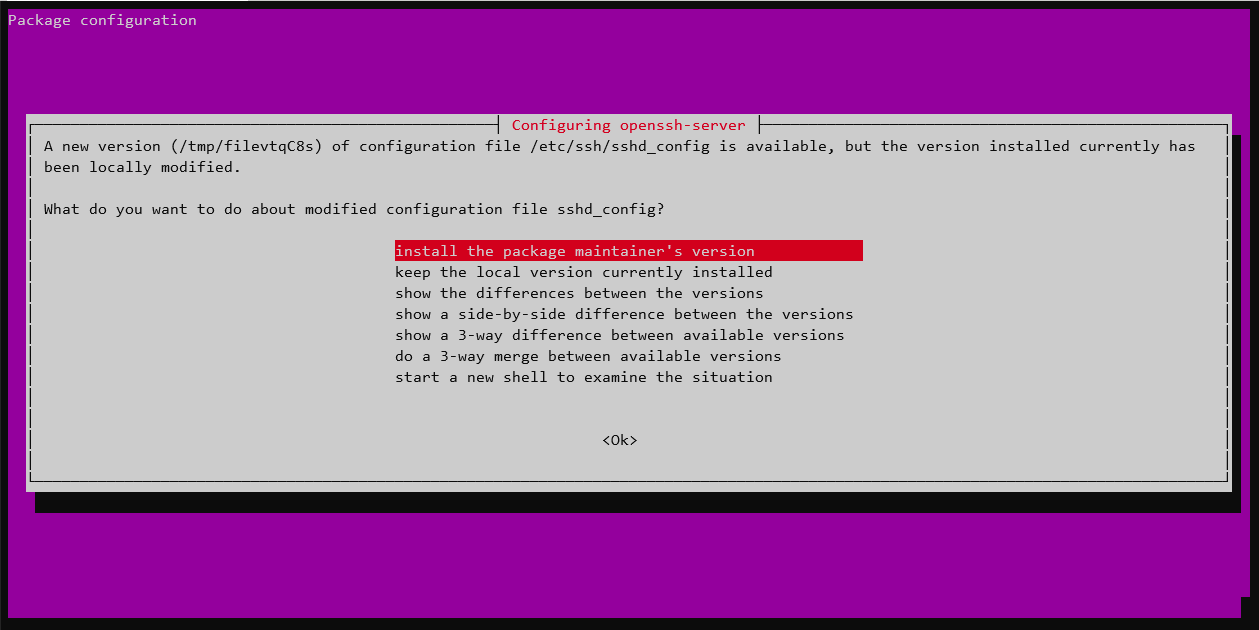 Package configuration
Configuring openssh-server
A new version (/tmp/filevtqC8s) of configuration file /etc/ssh/sshd_config is available, but the version installed currently has
been locally modified.
What do you want to do about modified configuration file sshd_config?
install the package maintainer's version
keep the local version currently installed
show the differences between the versions
show a side-by-side difference between the versions
show a 3-way difference between available versions
do a 3-way merge between available versions
start a new shell to examine the situation
<Ok>